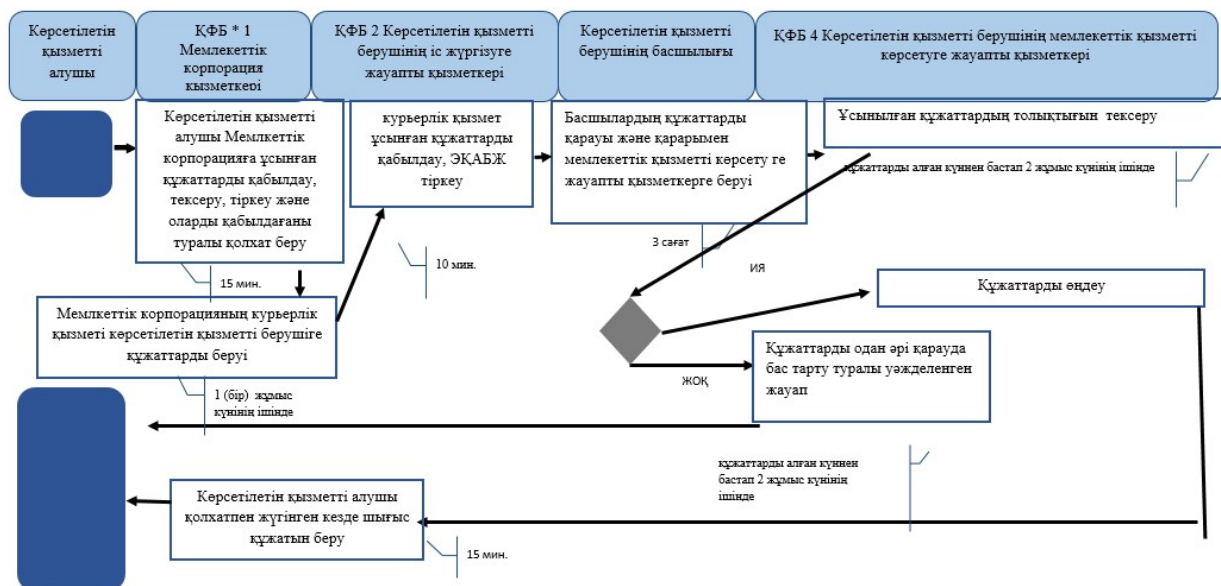 Көрсетілетін
қызметті
алушы
ҚФБ * 1
Мемлекеттік
корпорация
қызметкері
ҚФБ 2 Көрсетілетін қызметті
берушінің іс жүргізуге
жауапты қызметкері
Көрсетілетін қызметті
берушінің басшылығы
ҚФБ 4 Көрсетілетін қызметті берушінің мемлекеттік қызметті
көрсетуге жауапты қызметкері
Көрсетілетін қызметті
алушы Мемлкеттік
корпорацияға ұсынған
құжаттарды қабылдау,
тексеру, тіркеу және
оларды қабылдағаны
туралы қолхат беру
15 мин.
курьерлік қызмет
ұсынған құжаттарды
қабылдау, ЭҚАБЖ
тіркеу
10 мин.
Басшылардың құжаттарды
қарауы және қарарымен
мемлекеттік қызметті көрсету ге
жауапты қызметкерге беруі
3 сағат
Ұсынылған құжаттардың толықтығын тексеру
құжаттарды алған күннен бастап 2 жұмыс күнінің ішінде
ИЯ
Құжаттарды өңдеу
Мемлкеттік корпорацияның курьерлік
қызметі көрсетілетін қызметті берушіге
құжаттарды беруі
1 (бір) жұмыс
күнінің ішінде
ЖОҚ
Құжаттарды одан әрі қарауда
бас тарту туралы уәжделенген
жауап
құжаттарды алған күннен
бастап 2 жұмыс күнінің
ішінде
Көрсетілетін қызметті алушы
қолхатпен жүгінген кезде шығыс
құжатын беру
15 мин.